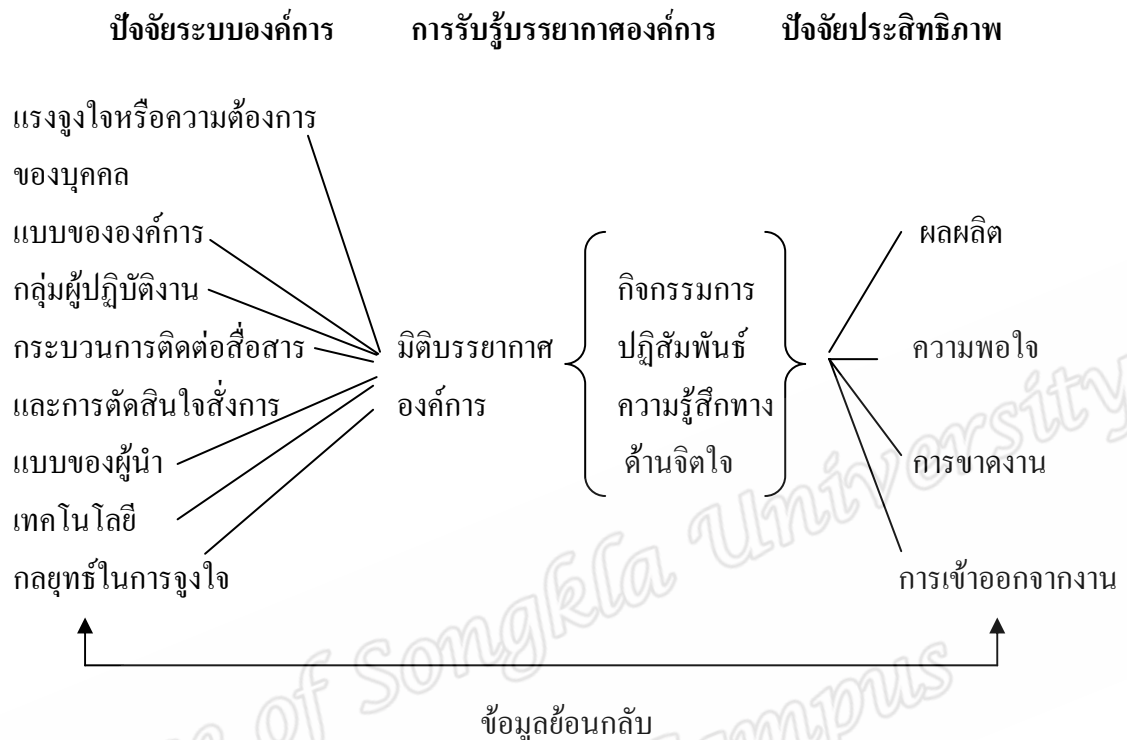 ปัจจัยระบบองค์การ การรับรู้บรรยากาศองค์การ ปัจจัยประสิทธิภาพ
แรงจูงใจหรือความต้องการ
ของบุคคล
แบบขององค์การ ผลผลิต
กลุ่มผู้ปฏิบัติงาน กิจกรรมการ
กระบวนการติดต่อสื่อสาร มิติบรรยากาศ ปฏิสัมพันธ์ ความพอใจ
และการตัดสินใจสั่งการ องค์การ ความรู้สึกทาง
แบบของผู้นำ ด้านจิตใจ การขาดงาน
เทคโนโลยี
กลยุทธ์ในการจูงใจ การเข้าออกจากงาน
ข้อมูลย้อนกลับ
of Songkla University
ampus